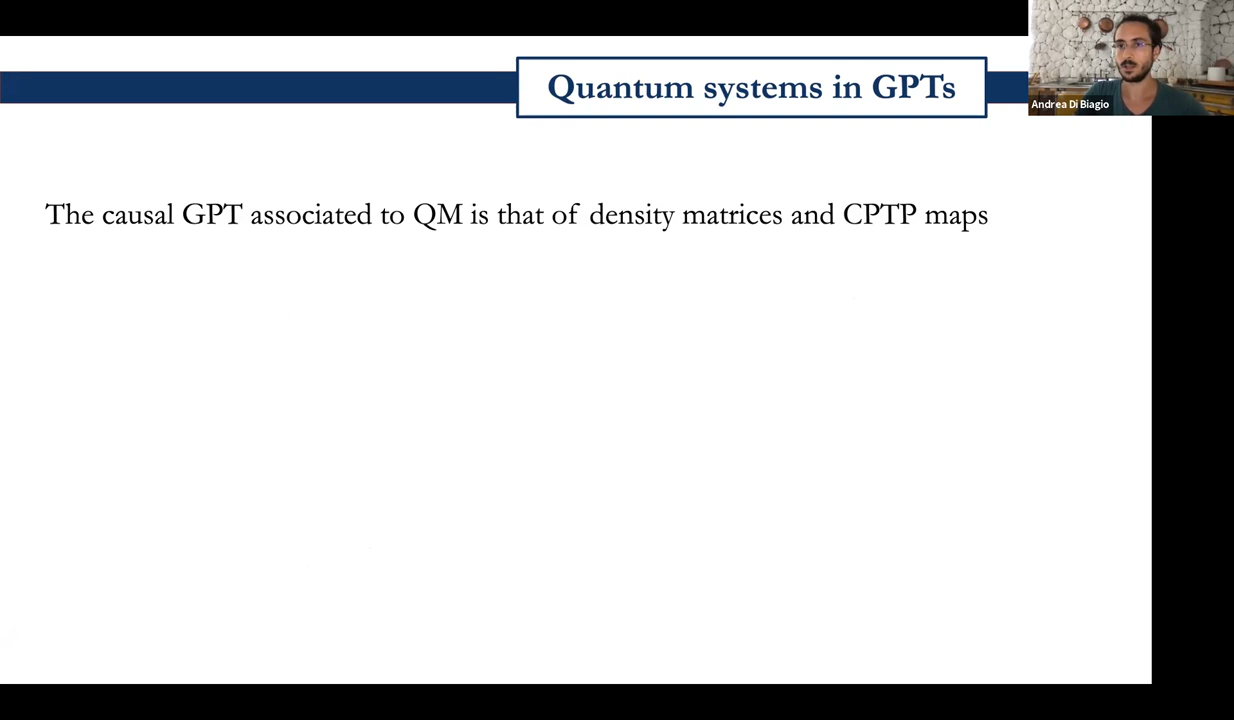 Quantum systems in GPTs
Andrea Di Biagio
The causal GPT associated to QM is that of density matrices and CPTP maps